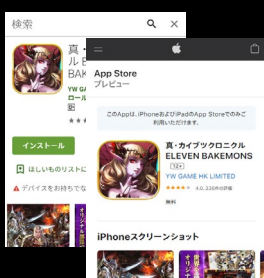 検索
真・
ル E
BAK
YW GA
ロール
インストール
ほしいものリストに
デバイスをお持ちでな
App Store
プレビュー
このAppは、iPhoneおよびiPadのApp Storeでのみご
利用いただけます。
真・カイブツクロニクル
ELEVEN BAKEMONS
12+
YW GAME HK LIMITED
★★★★★ 4.0, 226件の評価
無料
iPhoneスクリーンショット